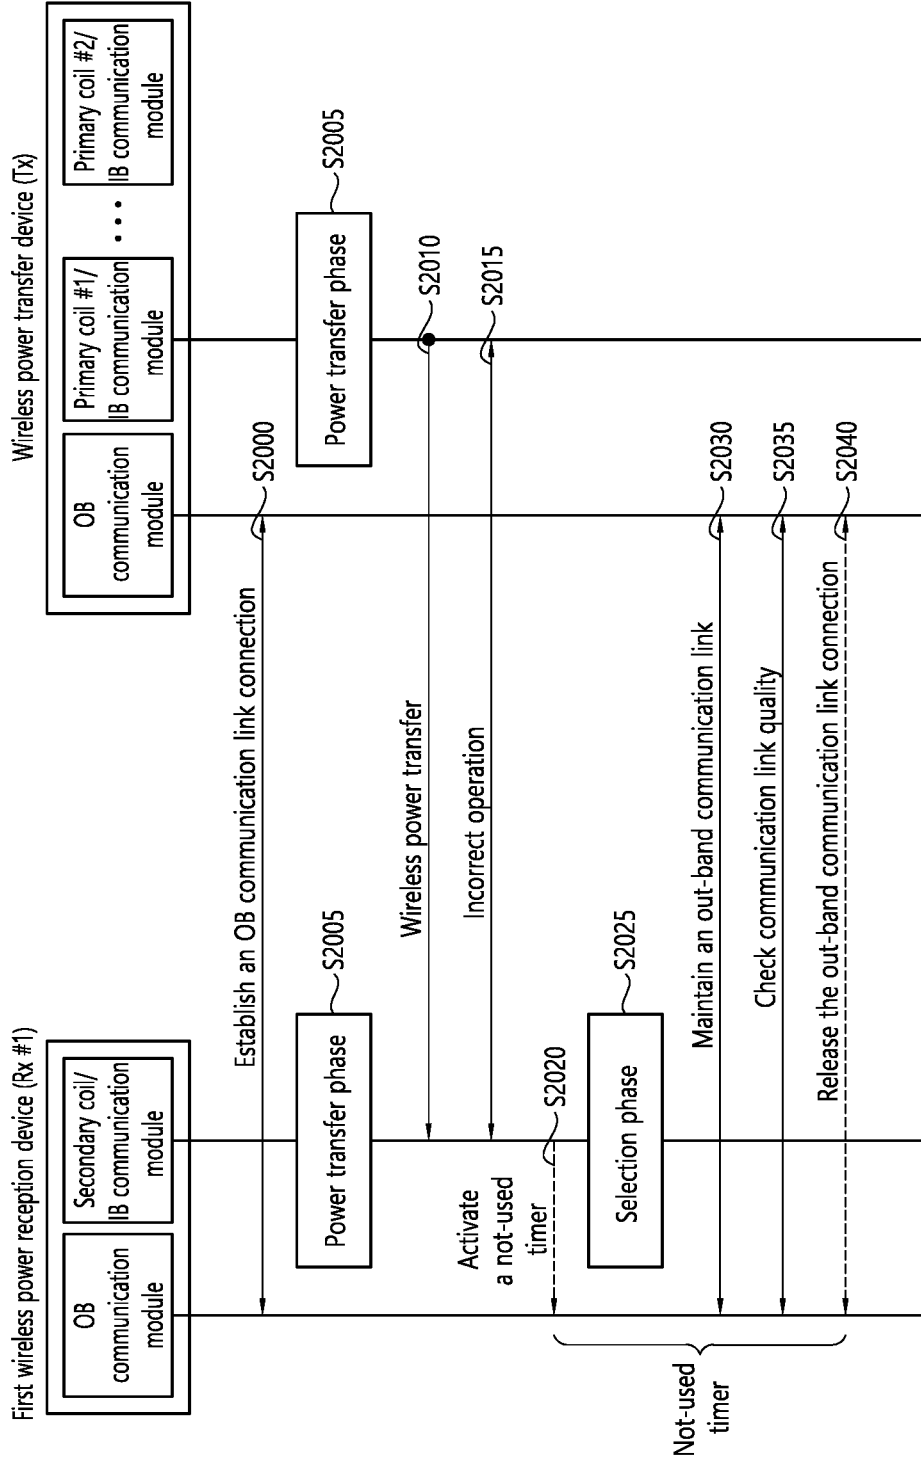 First wireless power reception device (Rx #1)
Wireless power transfer device (Tx)
OB
communication
module
Secondary coil/
IB communication
module
OB
communication
module
Primary coil #1/
IB communication
module
• • •
Primary coil #2/
IB communication
module
Establish an OB communication link connection
S2000
Power transfer phase
S2005
Power transfer phase
S2005
Wireless power transfer
S2010
Incorrect operation
S2015
Activate
a not-used
timer
S2020
Selection phase
S2025
Maintain an out-band communication link
S2030
Check communication link quality
S2035
Release the out-band communication link connection
S2040
Not-used
timer